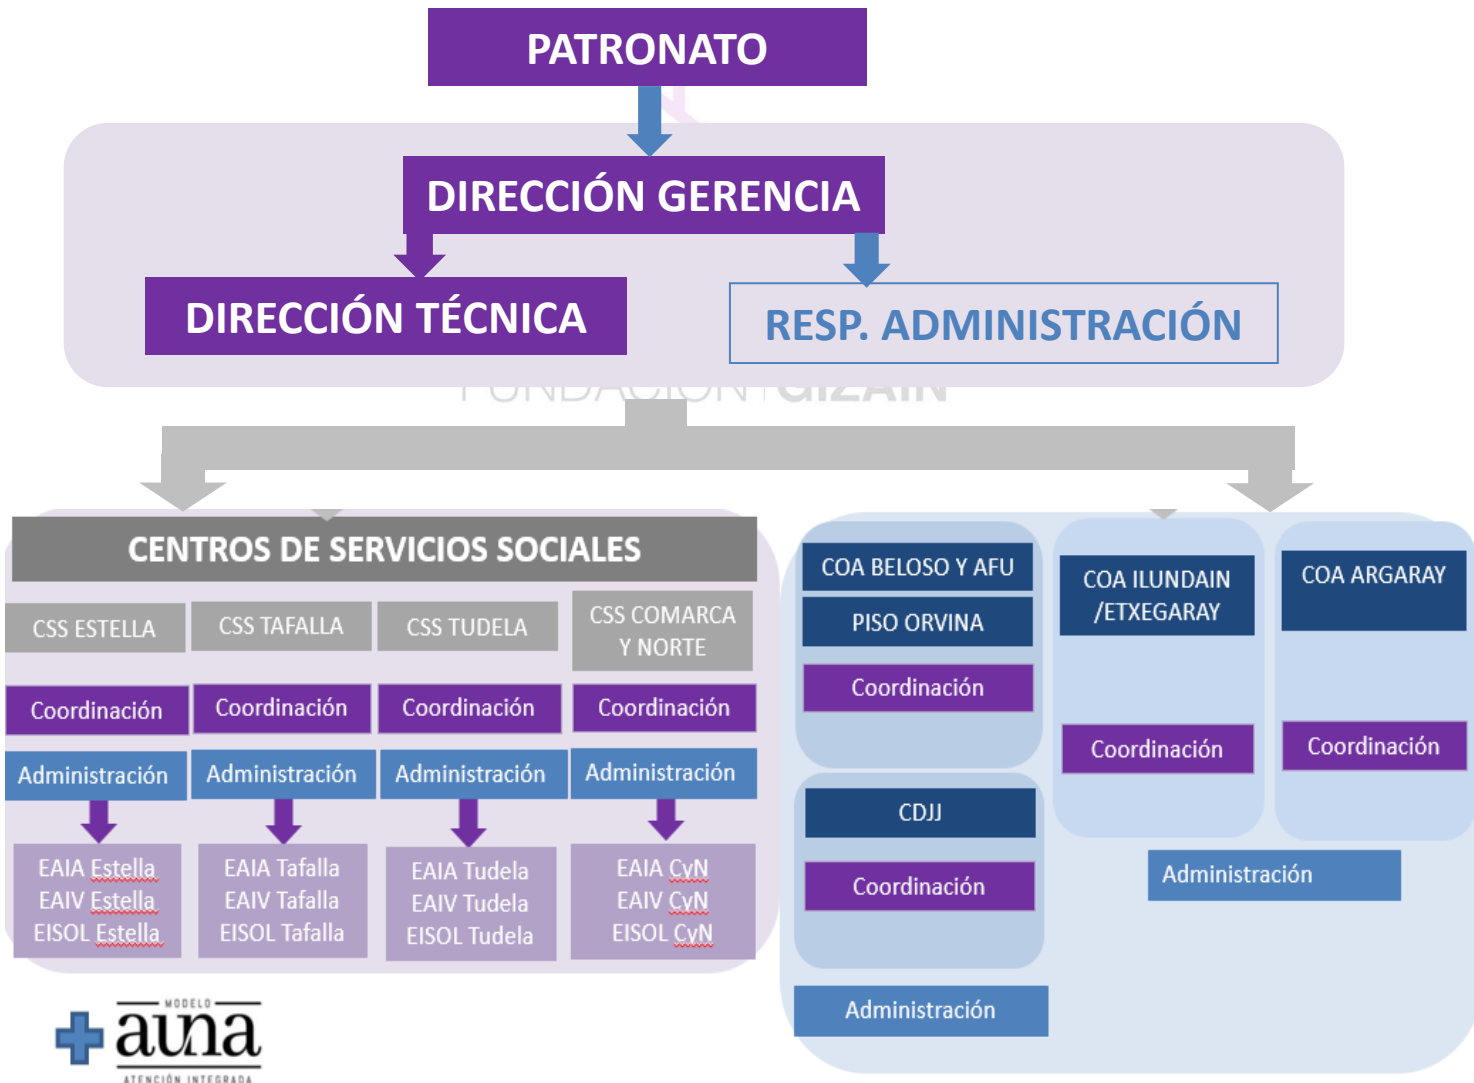 PATRONATO
DIRECCIÓN GERENCIA
DIRECCIÓN TÉCNICA
RESP. ADMINISTRACIÓN
FUNDACIÓN GIZAIN
CENTROS DE SERVICIOS SOCIALES
CSS ESTELLA
CSS TAFALLA
CSS TUDELA
CSS COMARCA
Y NORTE
Coordinación
Coordinación
Coordinación
Coordinación
Administración
Administración
Administración
Administración
EAIA Estella
EAIV Estella
EISOL Estella
EAIA Tafalla
EAIV Tafalla
EISOL Tafalla
EAIA Tudela
EAIV Tudela
EISOL Tudela
EAIA CyN
EAIV CyN
EISOL CyN
COA BELOSO Y AFU
PISO ORVINA
Coordinación
CDJJ
Coordinación
Administración
COA ILUNDAIN
/ETXEGARAY
Coordinación
COA ARGARAY
Coordinación
Administración
MODELO
auna
ATENCIÓN INTEGRADA